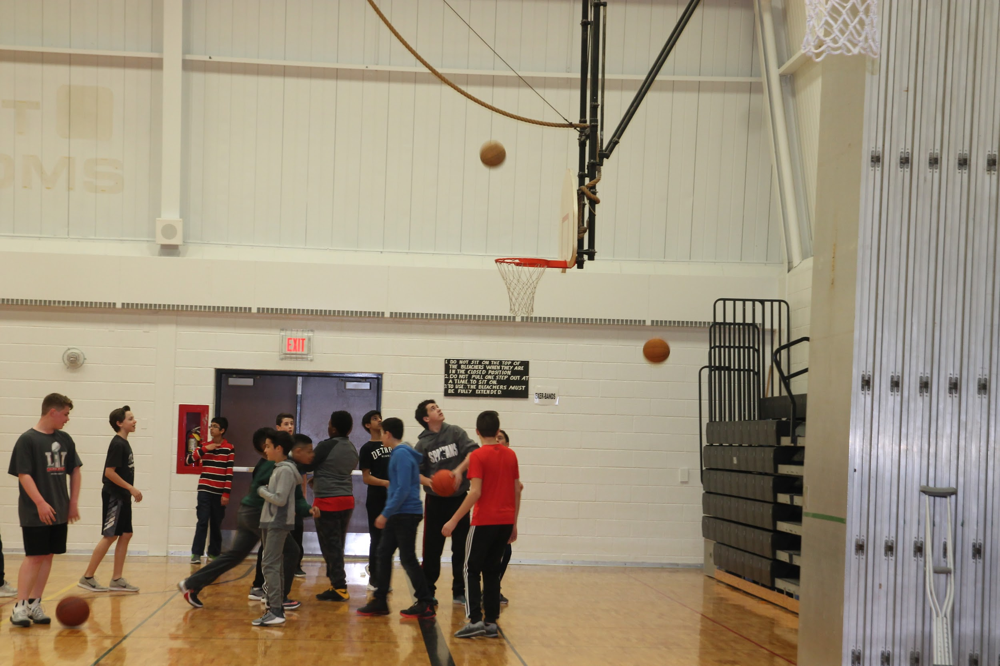 T
OMS
EXIT
1. DO NOT SIT ON THE TOP OF
THE BLEACHERS WHEN THEY ARE
IN THE CLOSED POSITION
2. DO NOT PULL ONE STEP OUT AT
A TIME. TO SIT ON.
3. TO USE. THE BLEACHERS MUST
BE FULLY EXTENDED.
EXER-BANDS
LIV
DETRO
SPARTANS